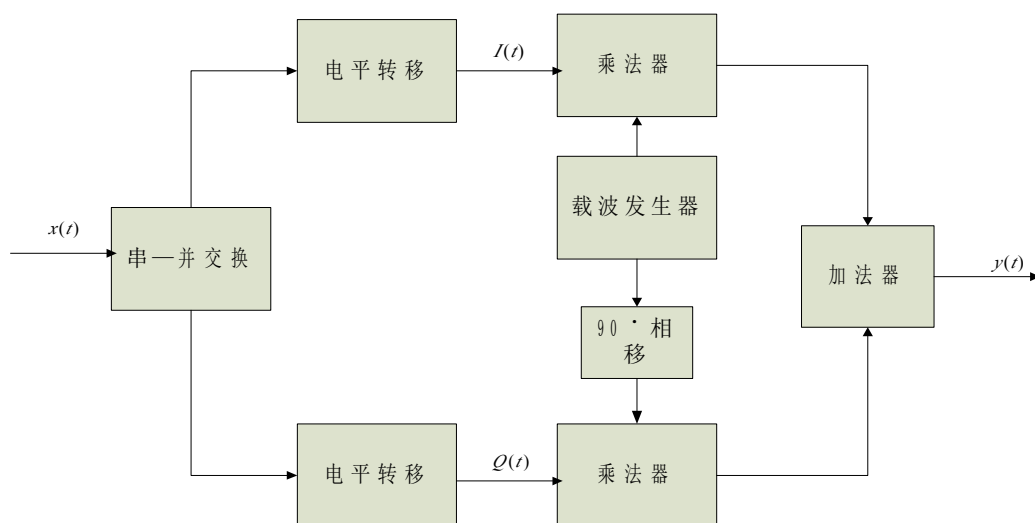 电平转移
I(t)
乘法器
x(t)
串—并交换
载波发生器
加法器
y(t)
90°相
移
电平转移
Q(t)
乘法器